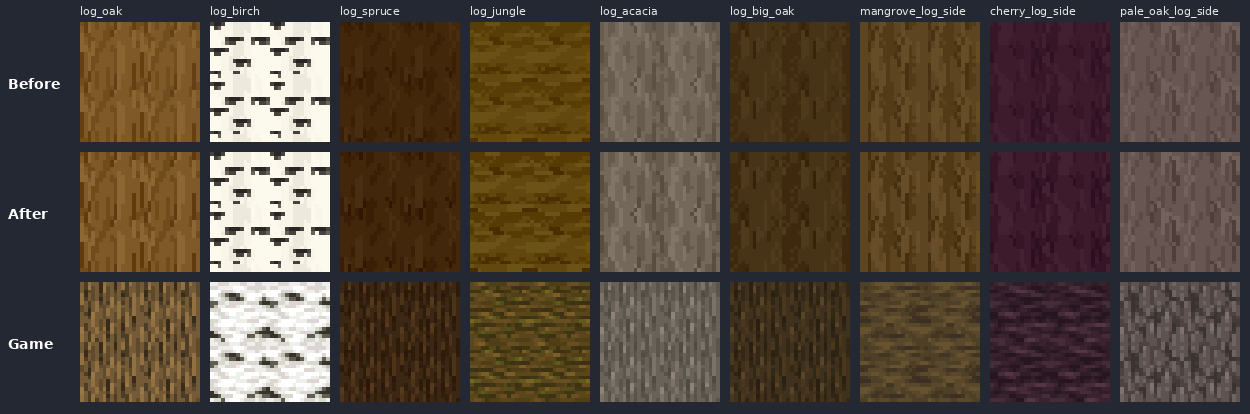 log_oak log_birch log_spruce log_jungle log_acacia log_big_oak mangrove_log_side cherry_log_side pale_oak_log_side
Before
After
Game